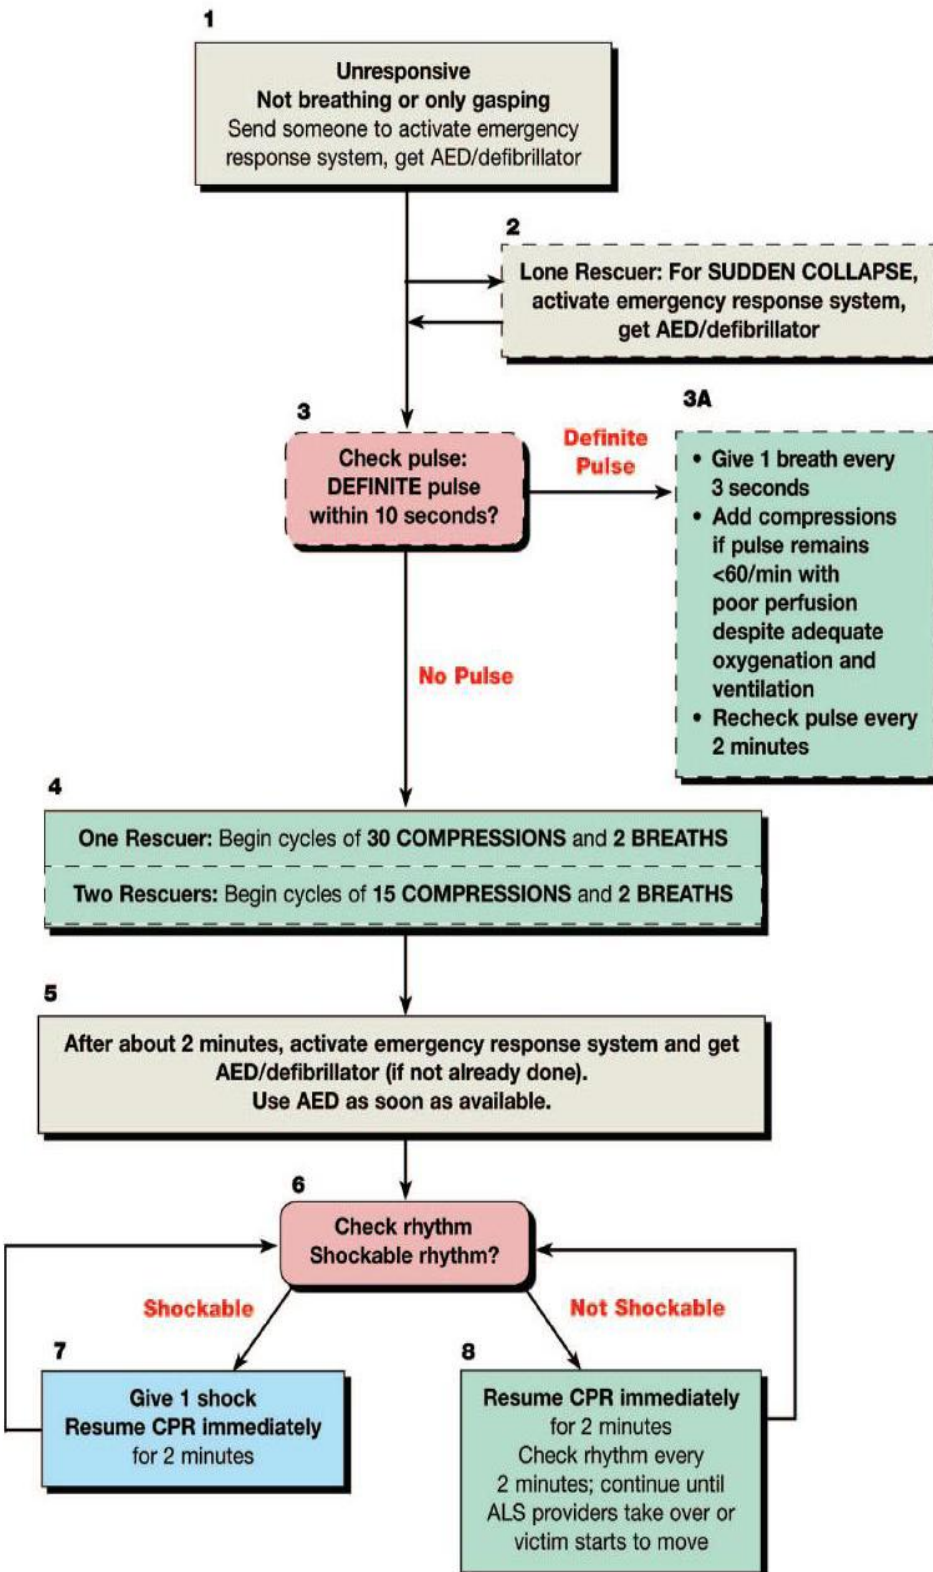 1
Unresponsive
Not breathing or only gasping
Send someone to activate emergency
response system, get AED/defibrillator
2
Lone Rescuer: For SUDDEN COLLAPSE,
activate emergency response system,
get AED/defibrillator
3
Check pulse:
DEFINITE pulse
within 10 seconds?
Definite
Pulse
3A
• Give 1 breath every
3 seconds
• Add compressions
if pulse remains
<60/min with
poor perfusion
despite adequate
oxygenation and
ventilation
• Recheck pulse every
2 minutes
No Pulse
4
One Rescuer: Begin cycles of 30 COMPRESSIONS and 2 BREATHS
Two Rescuers: Begin cycles of 15 COMPRESSIONS and 2 BREATHS
5
After about 2 minutes, activate emergency response system and get
AED/defibrillator (if not already done).
Use AED as soon as available.
6
Check rhythm
Shockable rhythm?
Shockable
Not Shockable
7
Give 1 shock
Resume CPR immediately
for 2 minutes
8
Resume CPR immediately
for 2 minutes
Check rhythm every
2 minutes; continue until
ALS providers take over or
victim starts to move